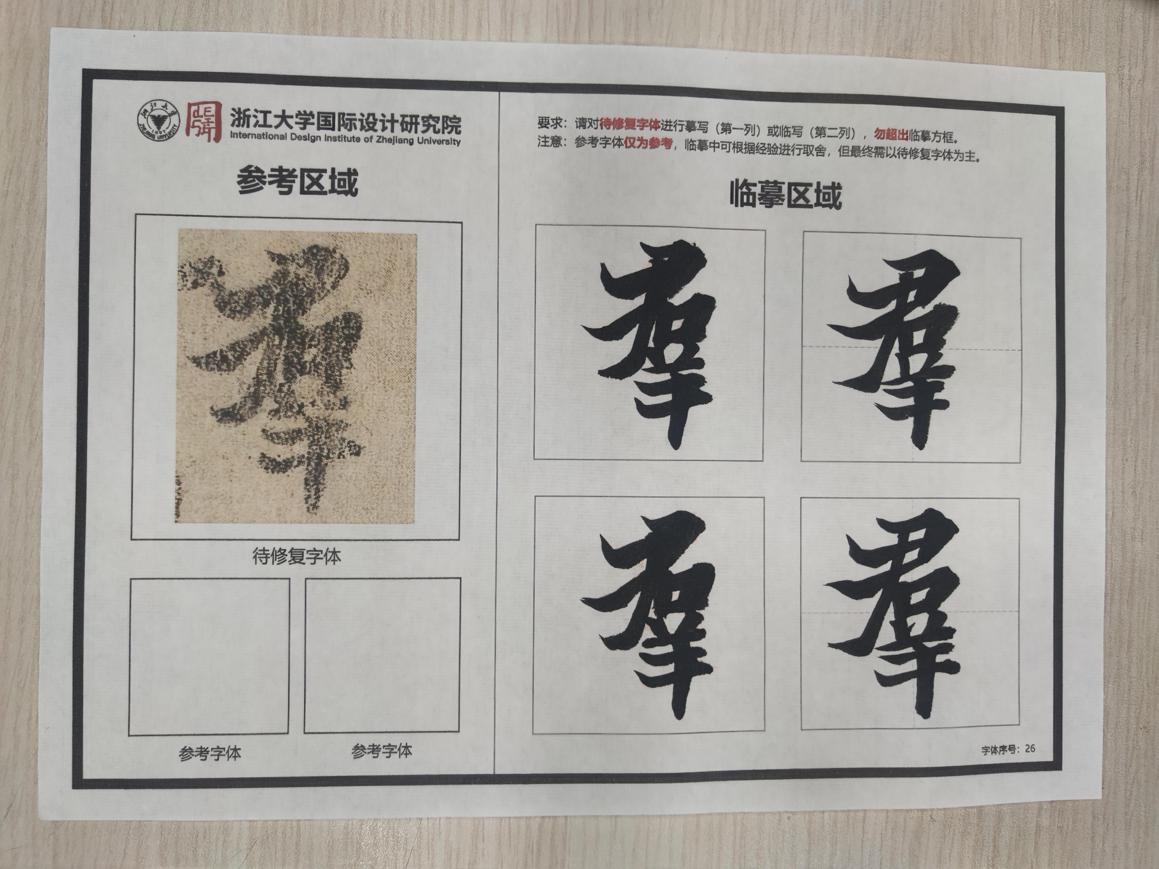 浙江大学国际设计研究院
International Design Institute of Zhejiang University
参考区域
羣
待修复字体
参考字体
参考字体
要求：请对待修复字体进行摹写（第一列）或临写（第二列），勿超出临摹方框。
注意：参考字体仅为参考，临摹中可根据经验进行取舍，但最终需以待修复字体为主。
临摹区域
羣 羣
羣 羣
字体序号：26